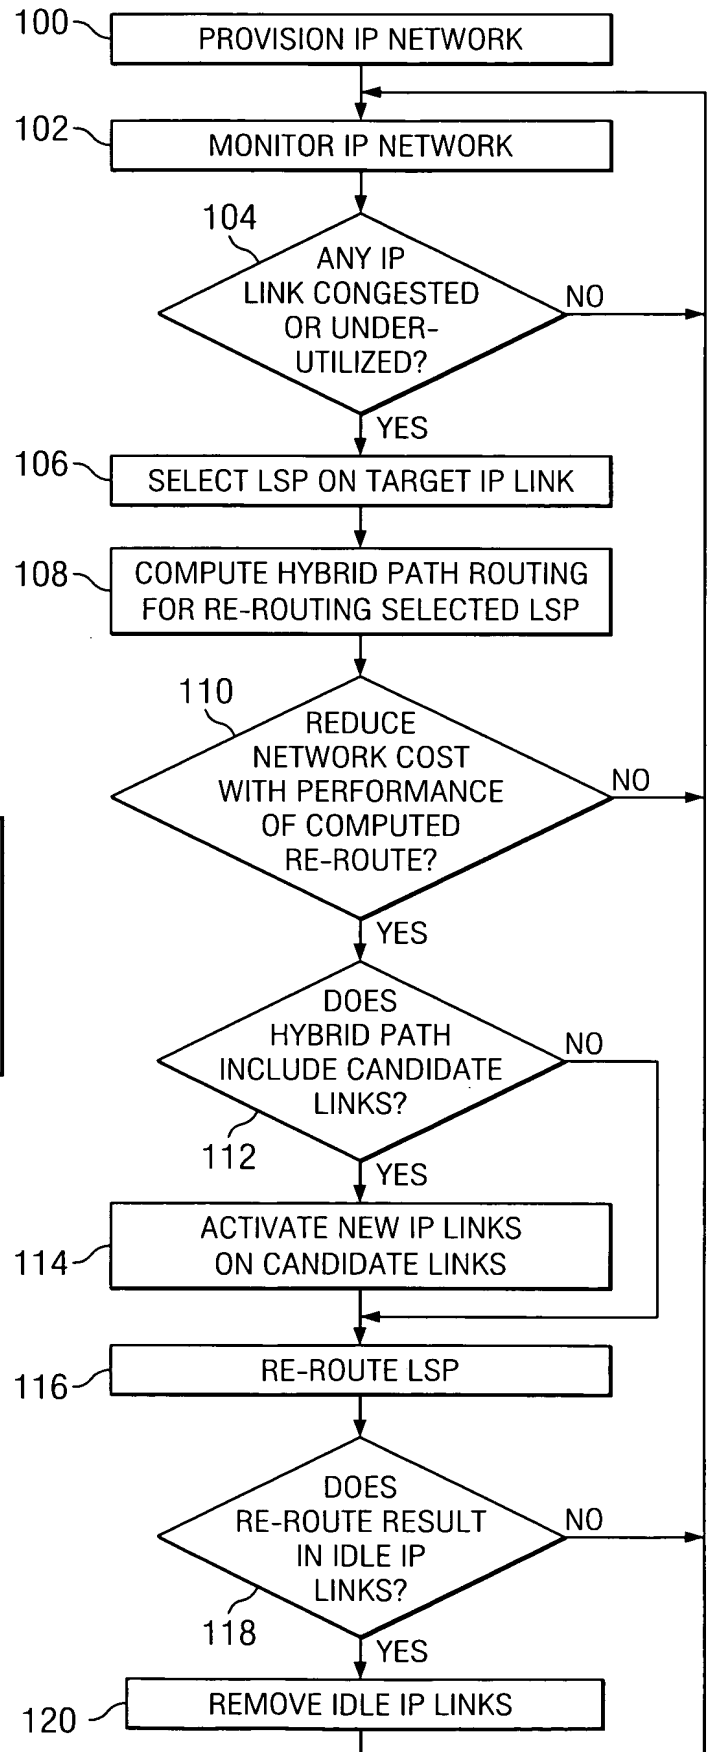 100
PROVISION IP NETWORK
102
MONITOR IP NETWORK
104
ANY IP
LINK CONGESTED
OR UNDER-
UTILIZED?
NO
YES
106
SELECT LSP ON TARGET IP LINK
108
COMPUTE HYBRID PATH ROUTING
FOR RE-ROUTING SELECTED LSP
110
REDUCE
NETWORK COST
WITH PERFORMANCE
OF COMPUTED
RE-ROUTE?
NO
YES
DOES
HYBRID PATH
INCLUDE CANDIDATE
LINKS?
NO
112
YES
ACTIVATE NEW IP LINKS
ON CANDIDATE LINKS
114
RE-ROUTE LSP
116
DOES
RE-ROUTE RESULT
IN IDLE IP
LINKS?
NO
118
YES
REMOVE IDLE IP LINKS
120